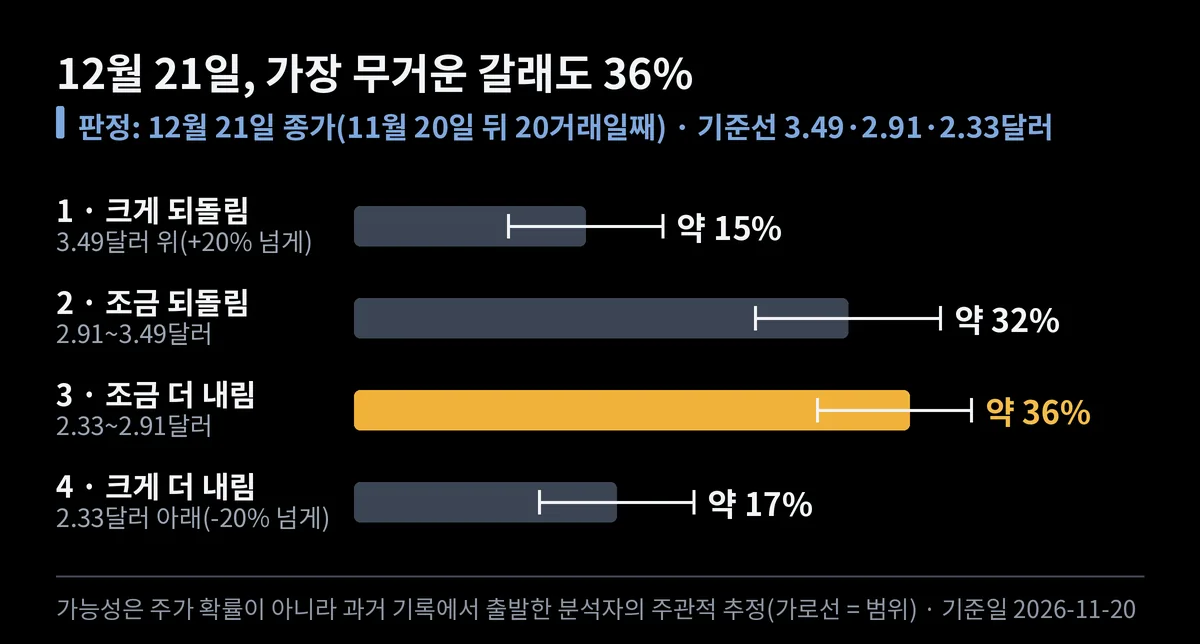 12월 21일, 가장 무거운 갈래도 36%
판정: 12월 21일 종가(11월 20일 뒤 20거래일째) · 기준선 3.49·2.91·2.33달러
1 · 크게 되돌림
3.49달러 위(+20% 넘게)
약 15%
2 · 조금 되돌림
2.91~3.49달러
약 32%
3 · 조금 더 내림
2.33~2.91달러
약 36%
4 · 크게 더 내림
2.33달러 아래(-20% 넘게)
약 17%
가능성은 주가 확률이 아니라 과거 기록에서 출발한 분석자의 주관적 추정(가로선 = 범위) · 기준일 2026-11-20